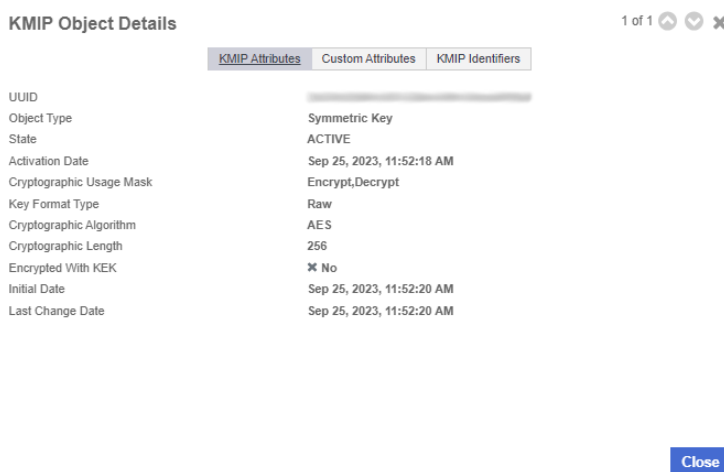 KMIP Object Details 1 of 1
KMIP Attributes Custom Attributes KMIP Identifiers
UUID
Object Type Symmetric Key
State ACTIVE
Activation Date Sep 25, 2023, 11:52:18 AM
Cryptographic Usage Mask Encrypt,Decrypt
Key Format Type Raw
Cryptographic Algorithm AES
Cryptographic Length 256
Encrypted With KEK No
Initial Date Sep 25, 2023, 11:52:20 AM
Last Change Date Sep 25, 2023, 11:52:20 AM
Close